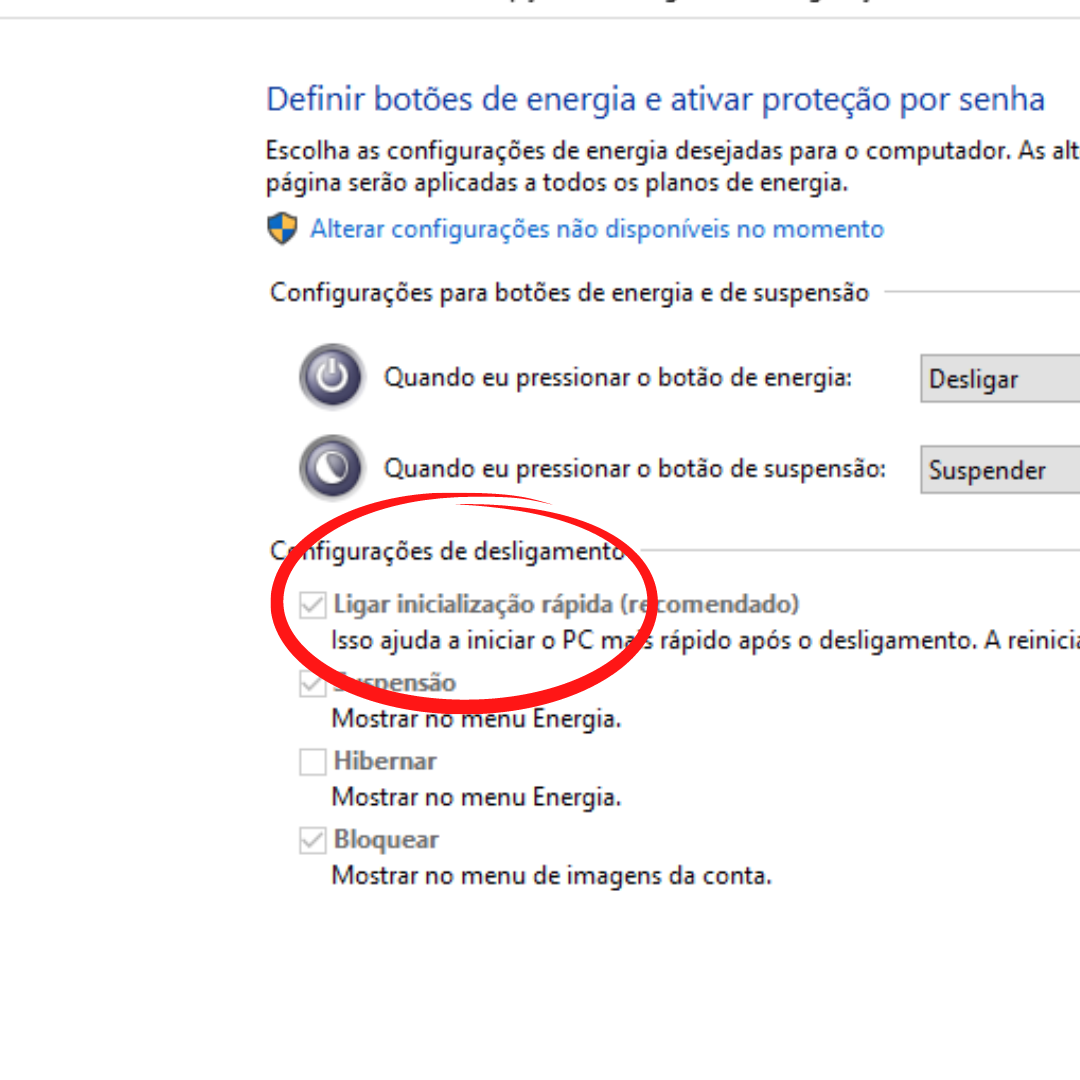 Definir botões de energia e ativar proteção por senha
Escolha as configurações de energia desejadas para o computador. As
página serão aplicadas a todos os planos de energia.
Alterar configurações não disponíveis no momento
Configurações para botões de energia e de suspensão
Quando eu pressionar o botão de energia: Desligar
Quando eu pressionar o botão de suspensão: Suspender
Configurações de desligamento
Ligar inicialização rápida (recomendado)
Isso ajuda a iniciar o PC mais rápido após o desligamento. A
Suspensão
Mostrar no menu Energia.
Hibernar
Mostrar no menu Energia.
Bloquear
Mostrar no menu de imagens da conta.